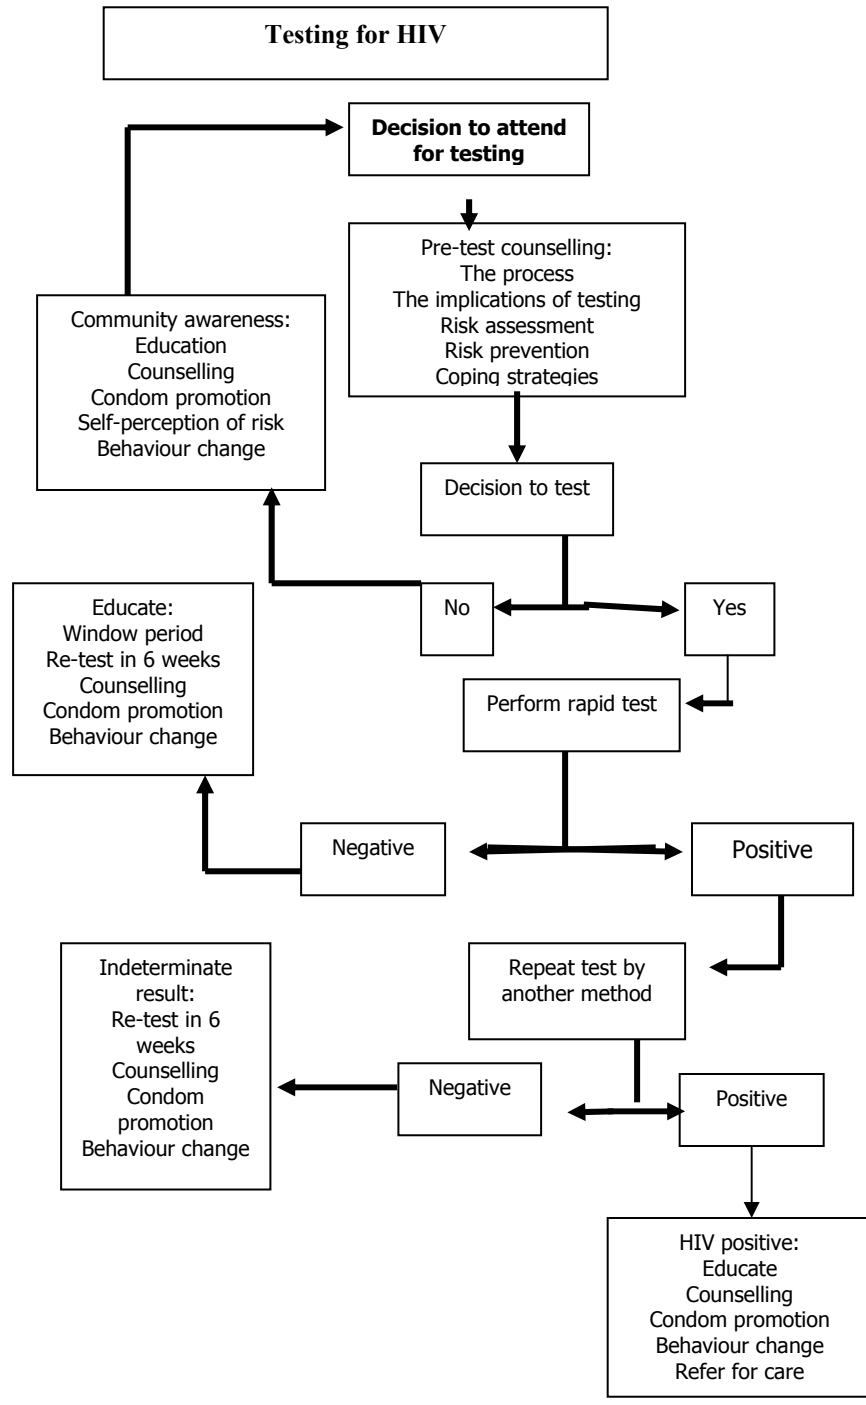 Testing for HIV
Decision to attend
for testing
Pre-test counselling:
The process
The implications of testing
Risk assessment
Risk prevention
Coping strategies
Community awareness:
Education
Counselling
Condom promotion
Self-perception of risk
Behaviour change
Decision to test
No
Yes
Educate:
Window period
Re-test in 6 weeks
Counselling
Condom promotion
Behaviour change
Perform rapid test
Negative
Positive
Repeat test by
another method
Indeterminate
result:
Re-test in 6
weeks
Counselling
Condom
promotion
Behaviour change
Negative
Positive
HIV positive:
Educate
Counselling
Condom promotion
Behaviour change
Refer for care